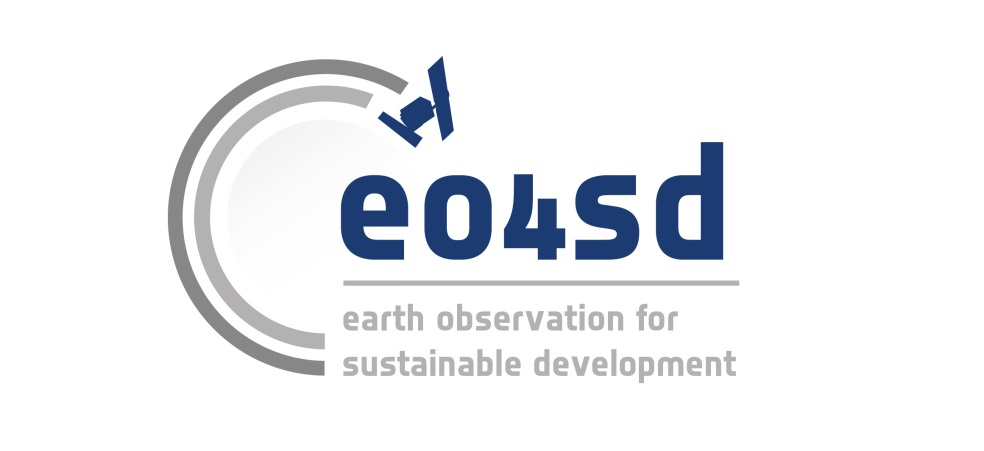 eo4sd
earth observation for
sustainable development